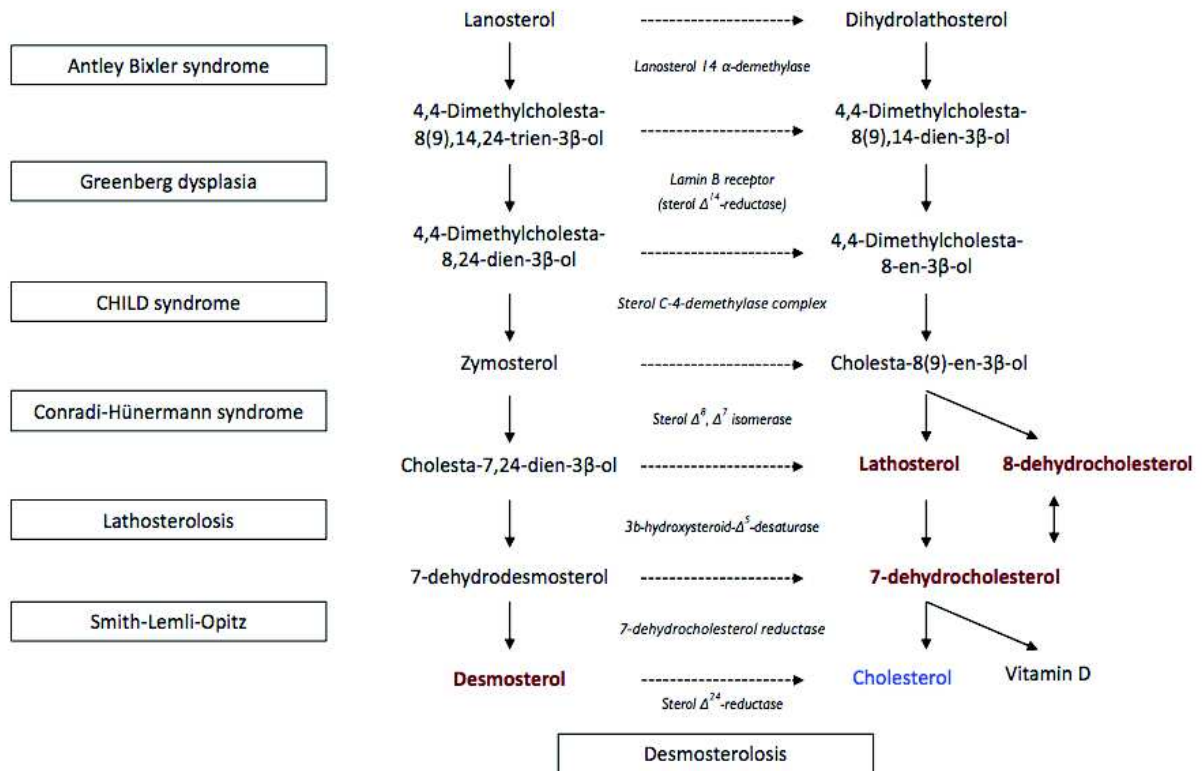 Lanosterol
Dihydrolathosterol
Antley Bixler syndrome
Lanosterol 14 α-demethylase
4,4-Dimethylcholesta-
8(9),14,24-trien-3β-ol
4,4-Dimethylcholesta-
8(9),14-dien-3β-ol
Greenberg dysplasia
Lamin B receptor
(sterol Δ¹⁴-reductase)
4,4-Dimethylcholesta-
8,24-dien-3β-ol
4,4-Dimethylcholesta-
8-en-3β-ol
CHILD syndrome
Sterol C-4-demethylase complex
Zymosterol
Cholesta-8(9)-en-3β-ol
Conradi-Hünermann syndrome
Sterol Δ⁸, Δ⁷ isomerase
Cholesta-7,24-dien-3β-ol
Lathosterol
8-dehydrocholesterol
Lathosterolosis
3b-hydroxysteroid-Δ⁵-desaturase
7-dehydrodesmosterol
7-dehydrocholesterol
Smith-Lemli-Opitz
7-dehydrocholesterol reductase
Desmosterol
Cholesterol
Vitamin D
Sterol Δ²⁴-reductase
Desmosterolosis